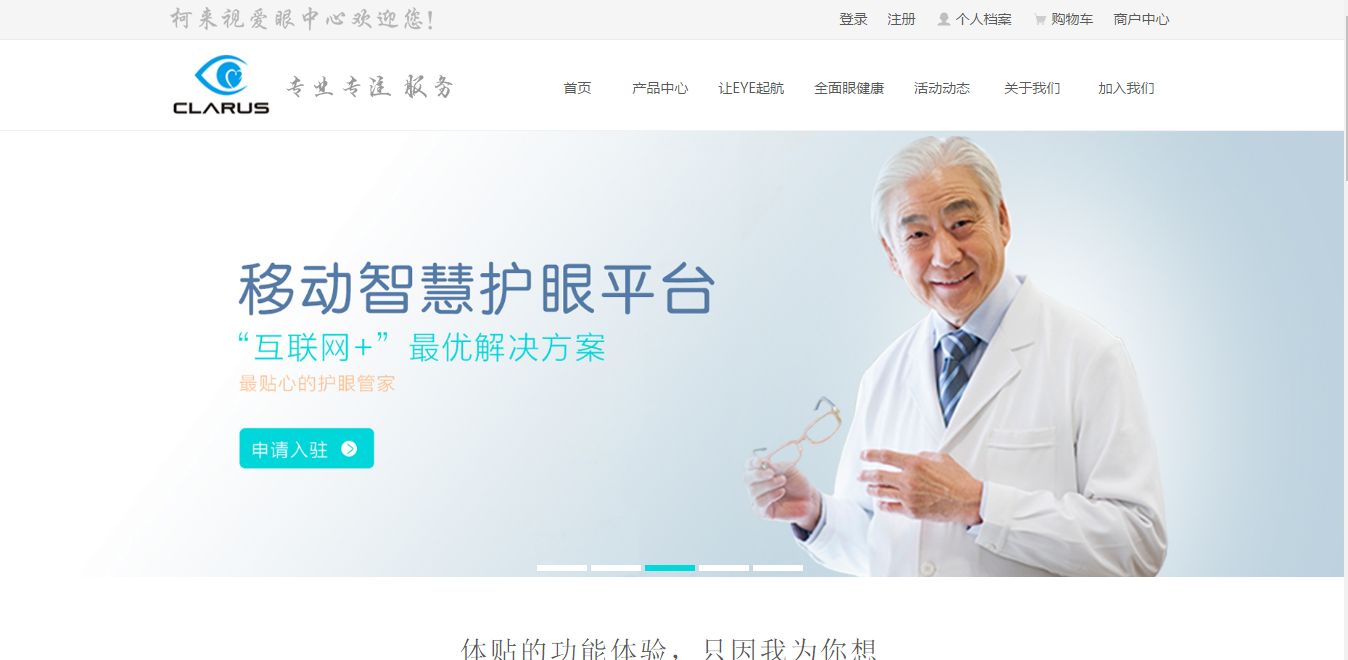 柯来视爱眼中心欢迎您！
登录 注册 个人档案 购物车 商户中心
CLARUS
专业 专注 服务
首页 产品中心 让EYE起航 全面眼健康 活动动态 关于我们 加入我们
移动智慧护眼平台
“互联网+”最优解决方案
最贴心的护眼管家
申请入驻
体贴的功能体验，只因我为你想